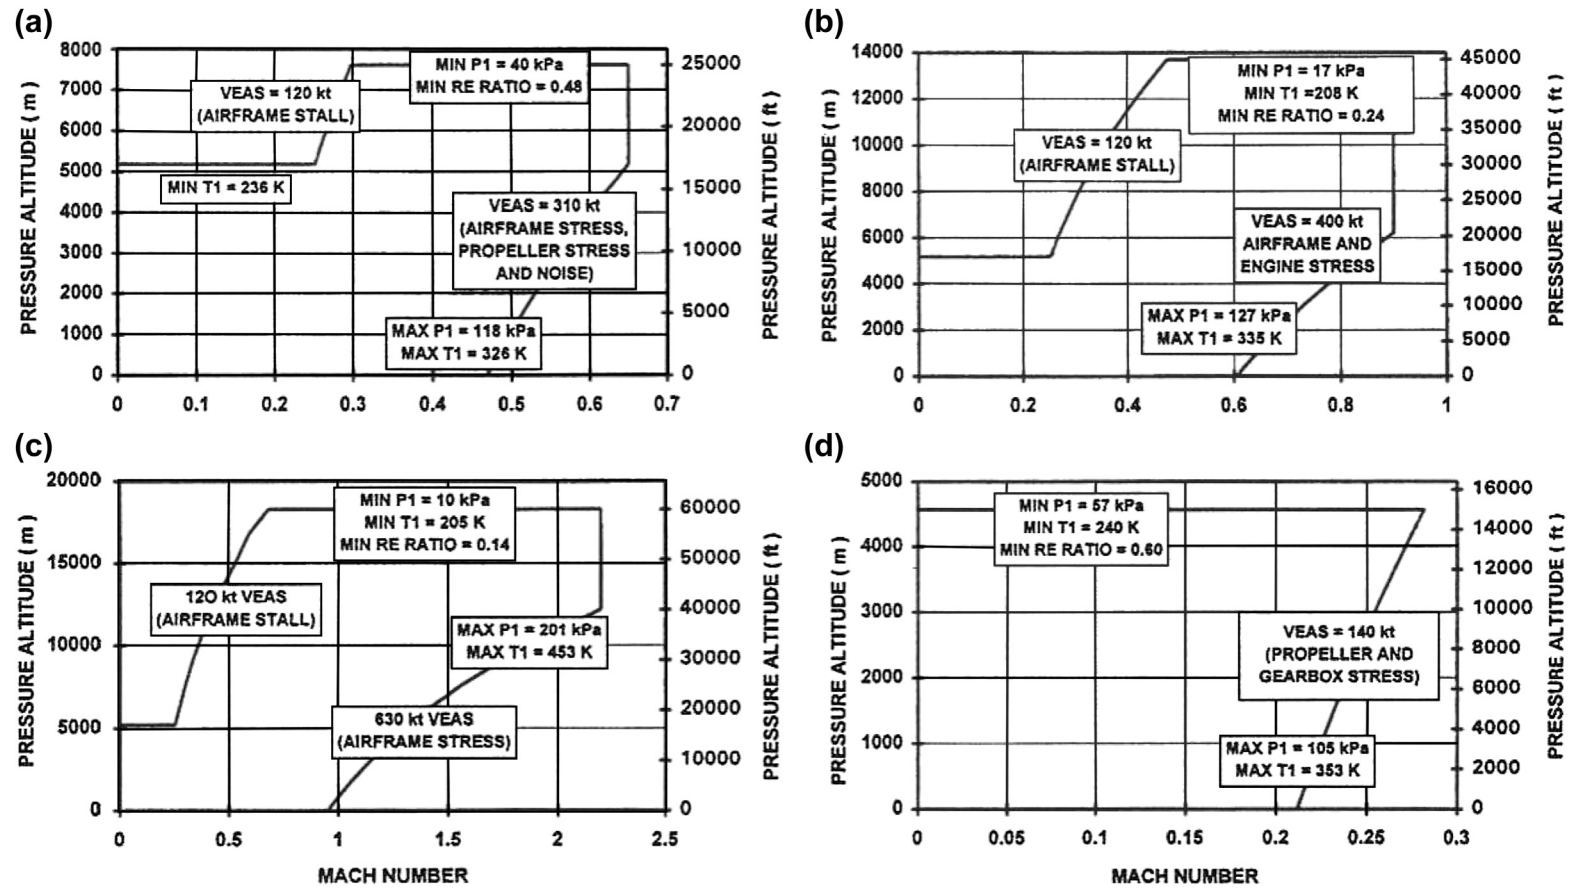 (a)
8000
7000
6000
5000
4000
3000
2000
1000
0
PRESSURE ALTITUDE ( m )
VEAS = 120 kt
(AIRFRAME STALL)
MIN P1 = 40 kPa
MIN RE RATIO = 0.48
MIN T1 = 236 K
VEAS = 310 kt
(AIRFRAME STRESS,
PROPELLER STRESS
AND NOISE)
MAX P1 = 118 kPa
MAX T1 = 326 K
25000
20000
15000
10000
5000
0
PRESSURE ALTITUDE ( ft )
0 0.1 0.2 0.3 0.4 0.5 0.6 0.7
(b)
14000
12000
10000
8000
6000
4000
2000
0
PRESSURE ALTITUDE ( m )
MIN P1 = 17 kPa
MIN T1 =208 K
MIN RE RATIO = 0.24
VEAS = 120 kt
(AIRFRAME STALL)
VEAS = 400 kt
AIRFRAME AND
ENGINE STRESS
MAX P1 = 127 kPa
MAX T1 = 335 K
45000
40000
35000
30000
25000
20000
15000
10000
5000
0
PRESSURE ALTITUDE ( ft )
0 0.2 0.4 0.6 0.8 1
(c)
20000
15000
10000
5000
0
PRESSURE ALTITUDE ( m )
MIN P1 = 10 kPa
MIN T1 = 205 K
MIN RE RATIO = 0.14
12O kt VEAS
(AIRFRAME STALL)
MAX P1 = 201 kPa
MAX T1 = 453 K
630 kt VEAS
(AIRFRAME STRESS)
60000
50000
40000
30000
20000
10000
0
PRESSURE ALTITUDE ( ft )
0 0.5 1 1.5 2 2.5
MACH NUMBER
(d)
5000
4000
3000
2000
1000
0
PRESSURE ALTITUDE ( m )
MIN P1 = 57 kPa
MIN T1 = 240 K
MIN RE RATIO = 0.60
VEAS = 140 kt
(PROPELLER AND
GEARBOX STRESS)
MAX P1 = 105 kPa
MAX T1 = 353 K
16000
14000
12000
10000
8000
6000
4000
2000
0
PRESSURE ALTITUDE ( ft )
0 0.05 0.1 0.15 0.2 0.25 0.3
MACH NUMBER